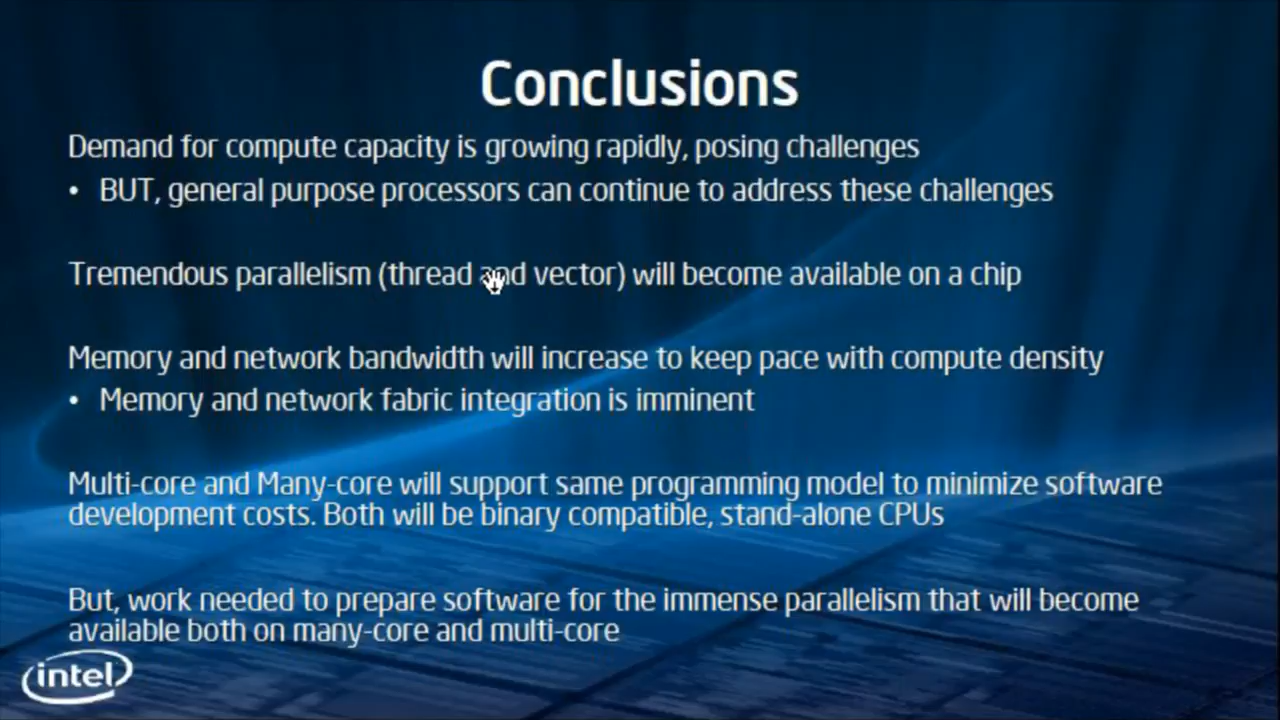 Conclusions
Demand for compute capacity is growing rapidly, posing challenges
• BUT, general purpose processors can continue to address these challenges
Tremendous parallelism (thread and vector) will become available on a chip
Memory and network bandwidth will increase to keep pace with compute density
• Memory and network fabric integration is imminent
Multi-core and Many-core will support same programming model to minimize software
development costs. Both will be binary compatible, stand-alone CPUs
But, work needed to prepare software for the immense parallelism that will become
available both on many-core and multi-core
intel